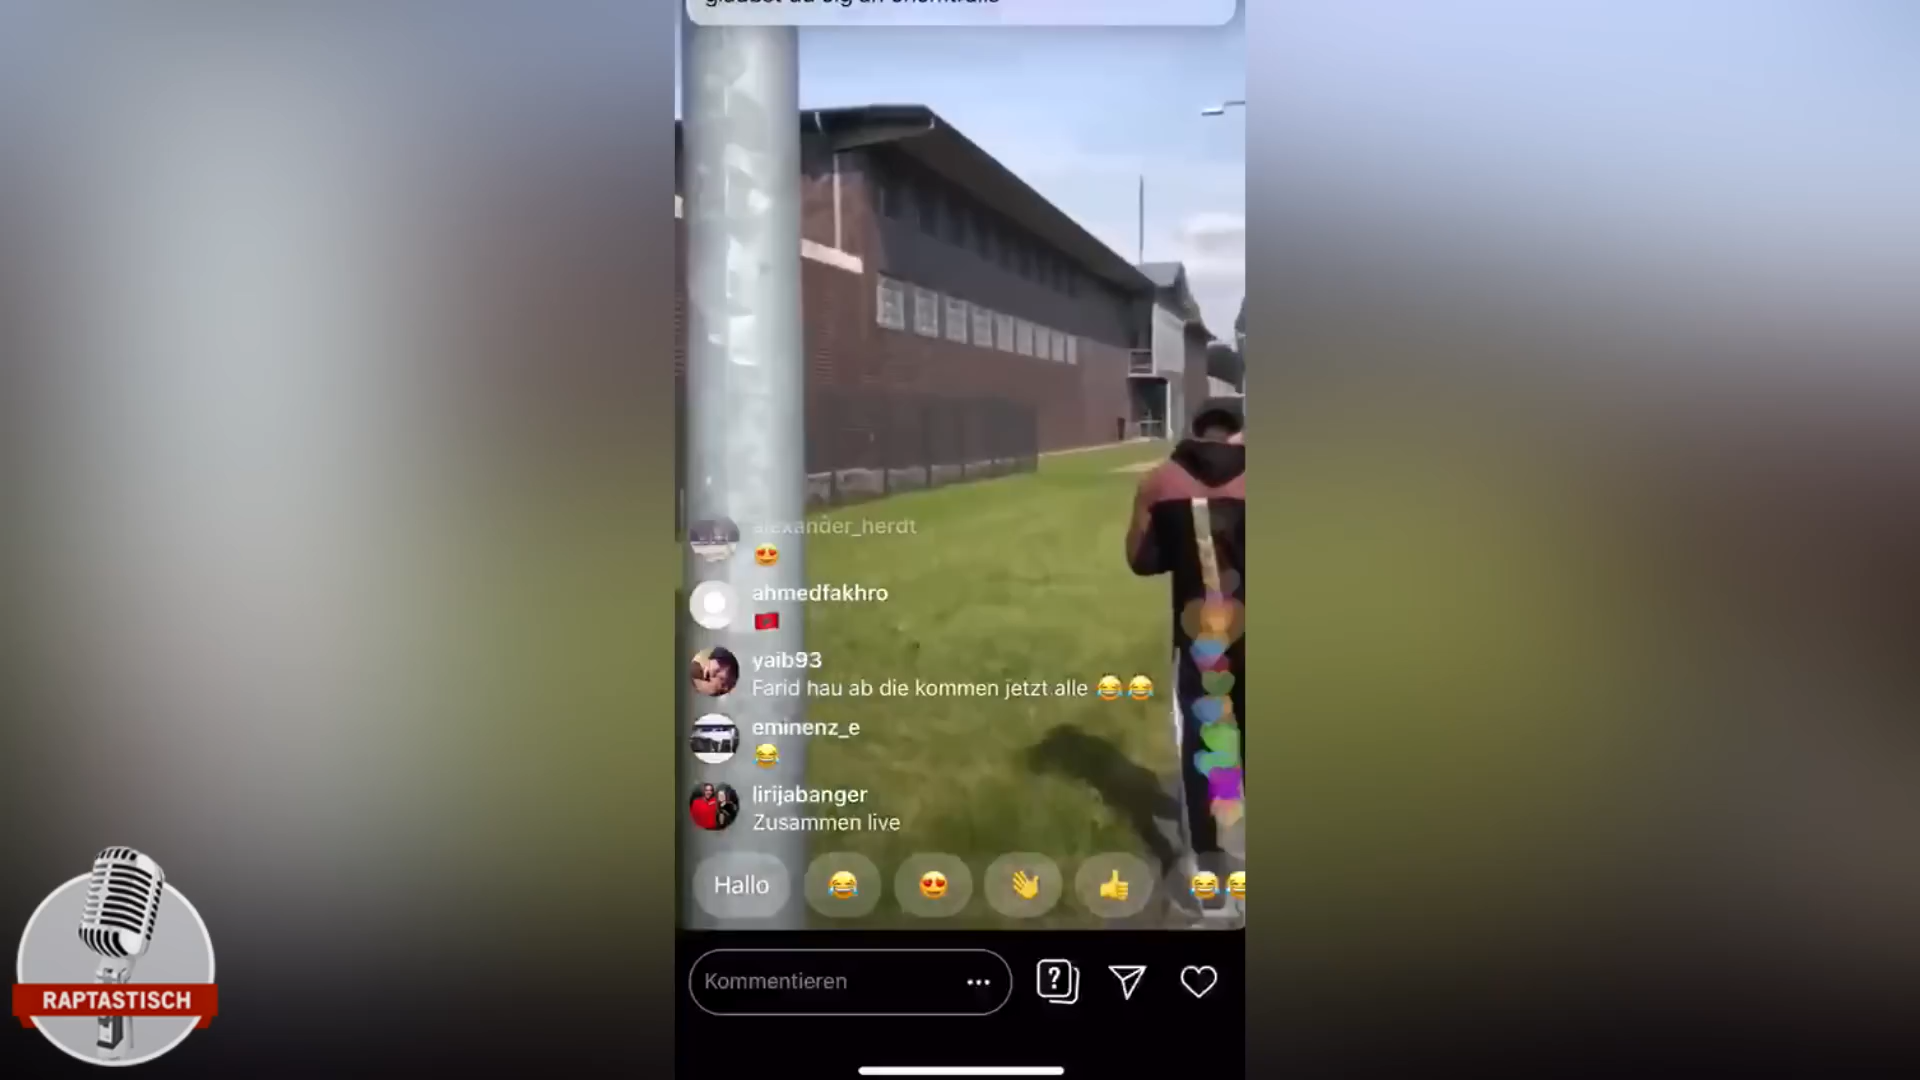 alexander_herdt
😍
ahmedfakhro
🇲🇦
yaib93
Farid hau ab die kommen jetzt alle 😂😂
eminenz_e
😂
lirijabanger
Zusammen live
Hallo 😂 😍 👋 👍 😂😂
Kommentieren ...
RAPTASTISCH